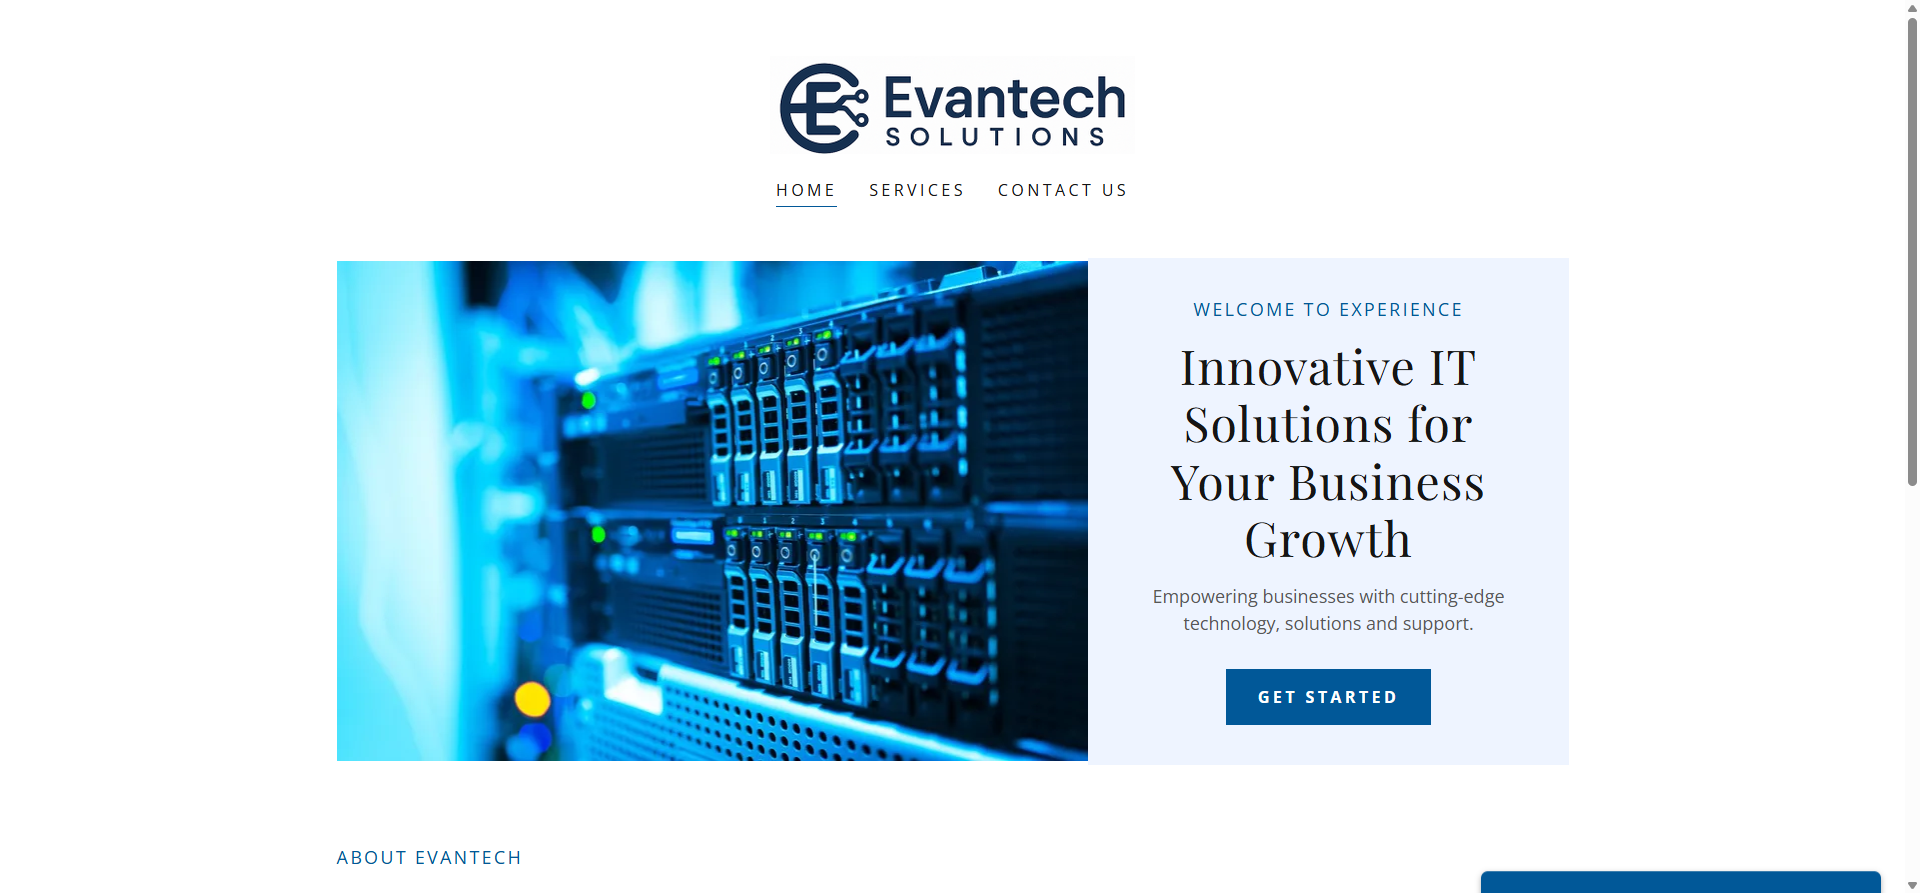 Evantech
SOLUTIONS
HOME
SERVICES
CONTACT US
WELCOME TO EXPERIENCE
Innovative IT
Solutions for
Your Business
Growth
Empowering businesses with cutting-edge
technology, solutions and support.
GET STARTED
ABOUT EVANTECH